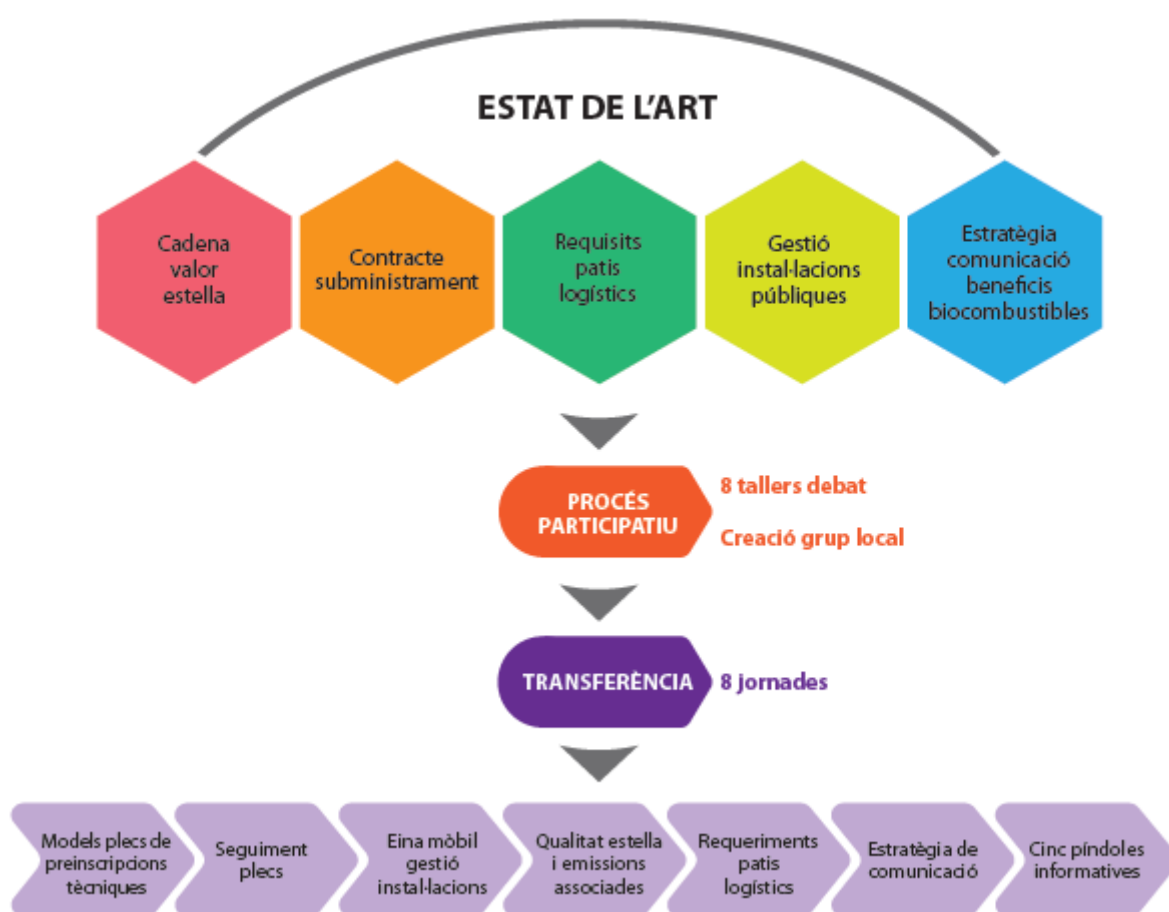 ESTAT DE L'ART
Cadena
valor
estella
Contracte
subministrament
Requisits
patis
logístics
Gestió
instal·lacions
públiques
Estratègia
comunicació
beneficis
biocombustibles
PROCÉS
PARTICIPATIU
8 tallers debat
Creació grup local
TRANSFERÈNCIA
8 jornades
Models plecs de
preinscripcions
tècniques
Seguiment
plecs
Eina mòbil
gestió
instal·lacions
Qualitat estella
i emissions
associades
Requeriments
patis
logístics
Estratègia de
comunicació
Cinc píndoles
informatives